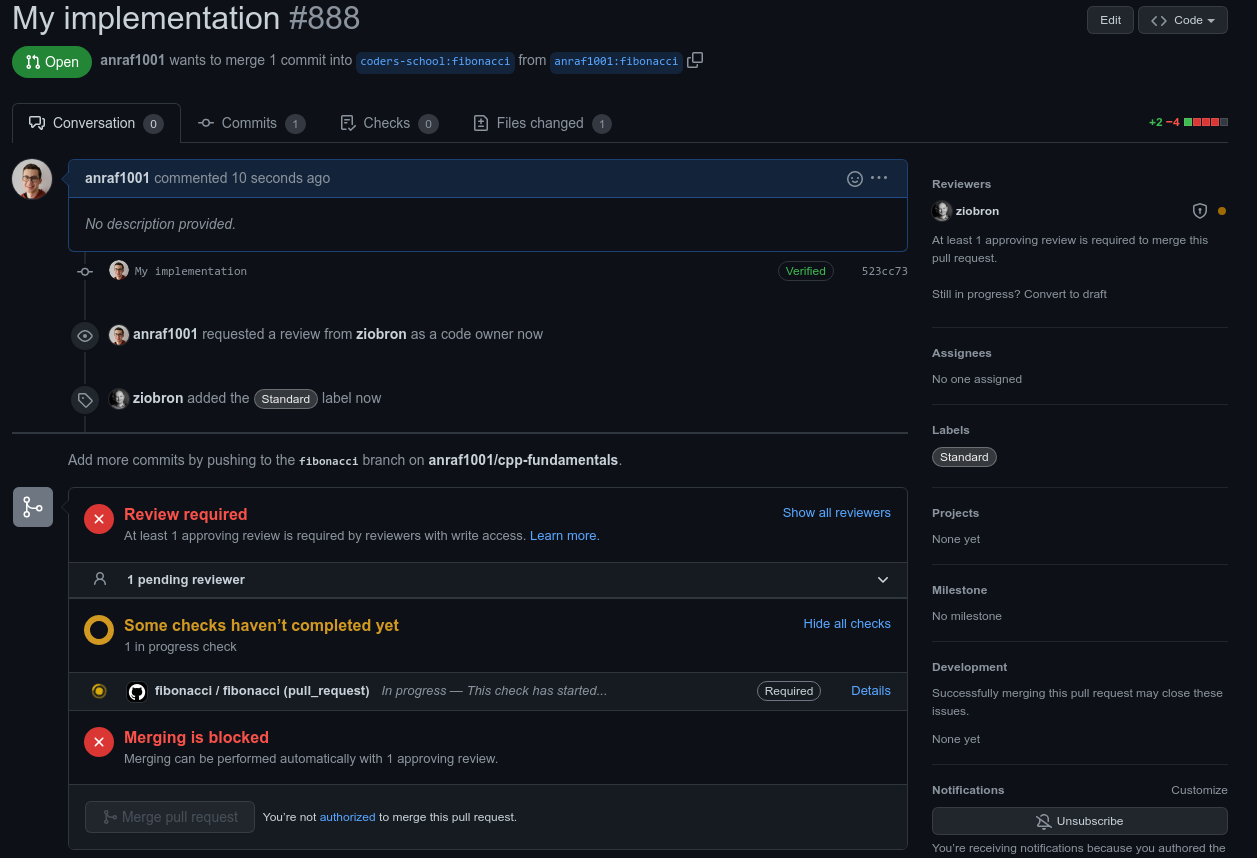 My implementation #888
Edit
Code
Open
anraf1001 wants to merge 1 commit into coders-school:fibonacci from anraf1001:fibonacci
Conversation 0
Commits 1
Checks 0
Files changed 1
+2 −4
anraf1001 commented 10 seconds ago
No description provided.
My implementation
Verified
523cc73
anraf1001 requested a review from ziobron as a code owner now
ziobron added the Standard label now
Add more commits by pushing to the fibonacci branch on anraf1001/cpp-fundamentals.
Review required
Show all reviewers
At least 1 approving review is required by reviewers with write access. Learn more.
1 pending reviewer
Some checks haven't completed yet
Hide all checks
1 in progress check
fibonacci / fibonacci (pull_request) In progress — This check has started...
Required
Details
Merging is blocked
Merging can be performed automatically with 1 approving review.
Merge pull request
You're not authorized to merge this pull request.
Reviewers
ziobron
At least 1 approving review is required to merge this
pull request.
Still in progress? Convert to draft
Assignees
No one assigned
Labels
Standard
Projects
None yet
Milestone
No milestone
Development
Successfully merging this pull request may close these
issues.
None yet
Notifications
Customize
Unsubscribe
You're receiving notifications because you authored the